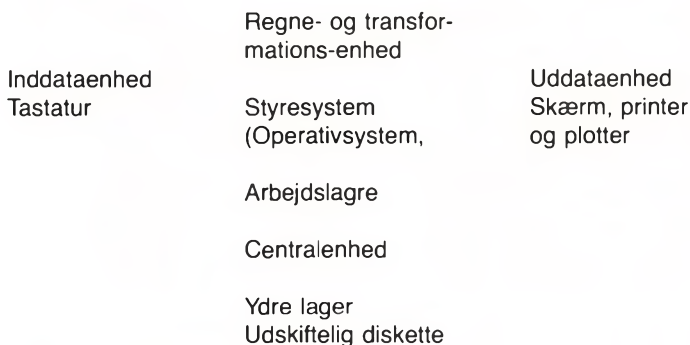 Inddataenhed
Tastatur
Regne- og transfor-
mations-enhed
Styresystem
(Operativsystem,
Arbejdslagre
Centralenhed
Ydre lager
Udskiftelig diskette
Uddataenhed
Skærm, printer
og plotter